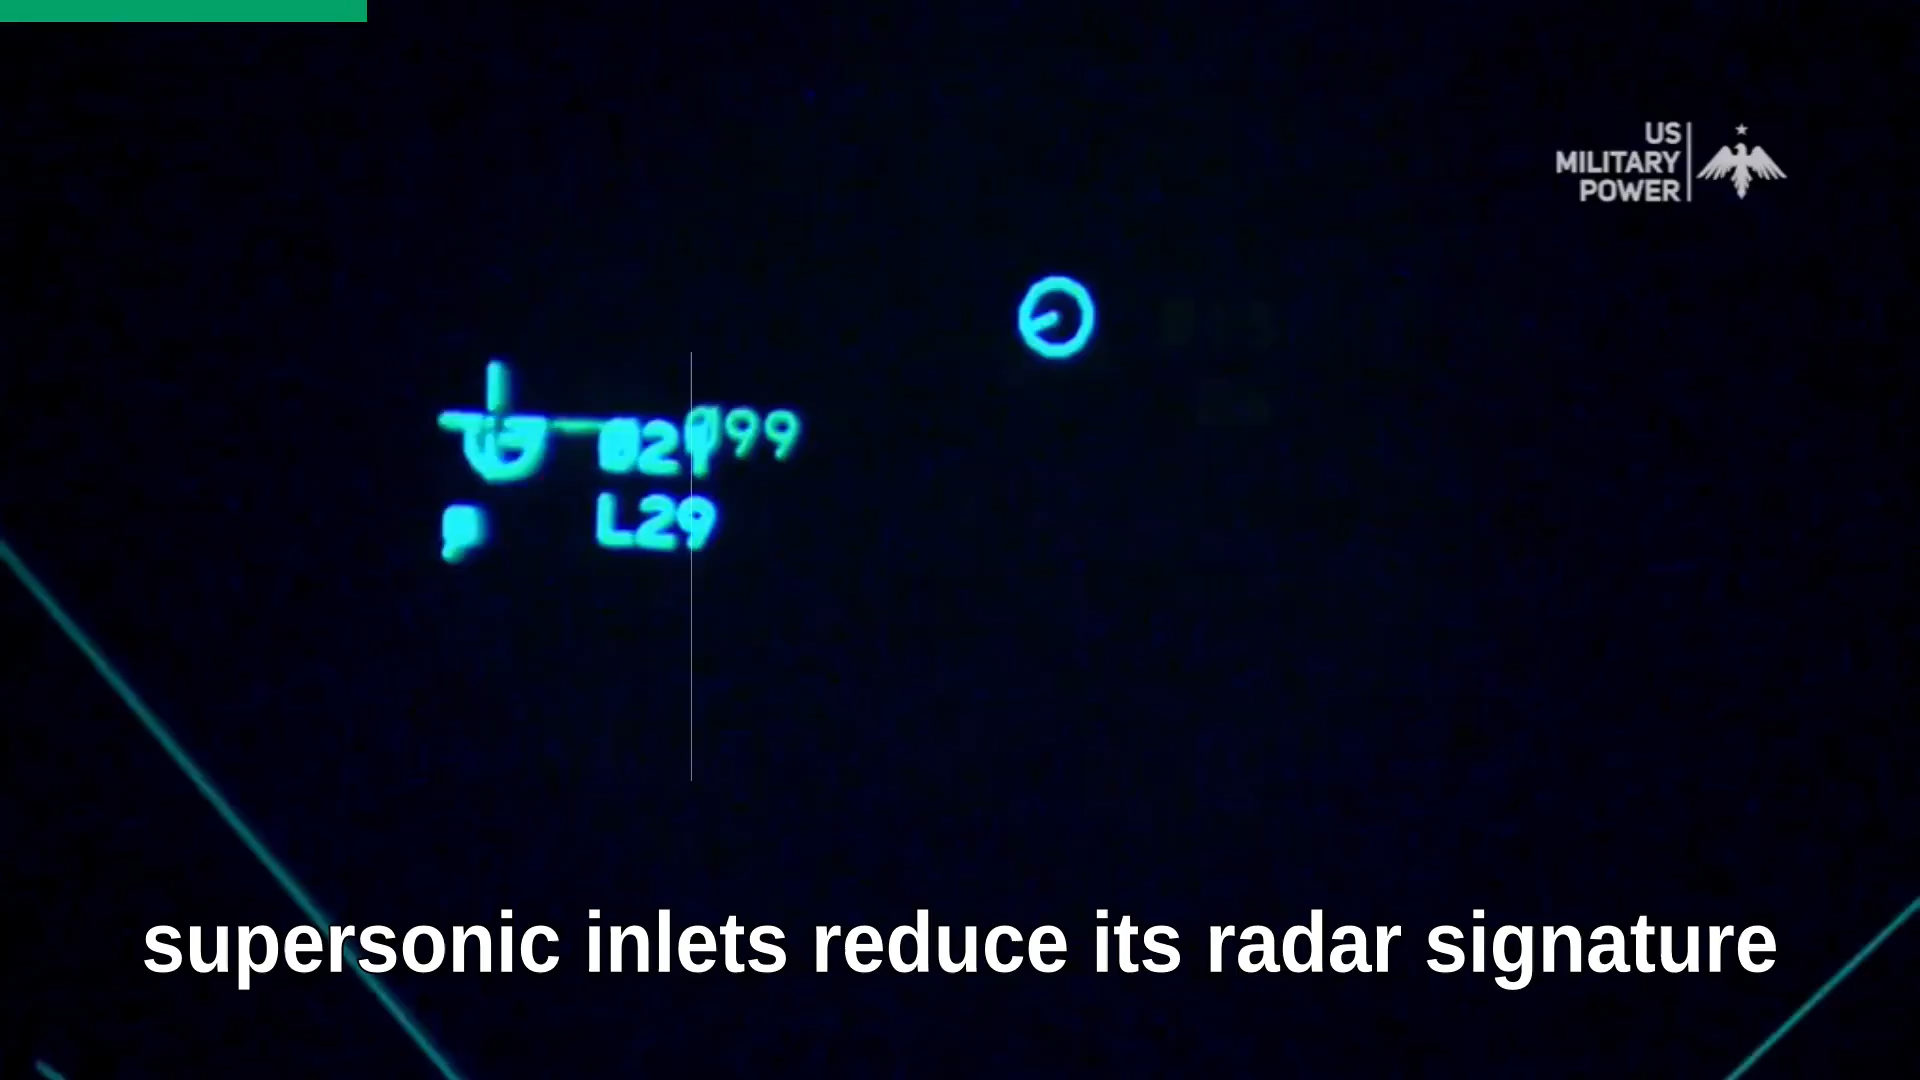 US
MILITARY
POWER
L29
supersonic inlets reduce its radar signature